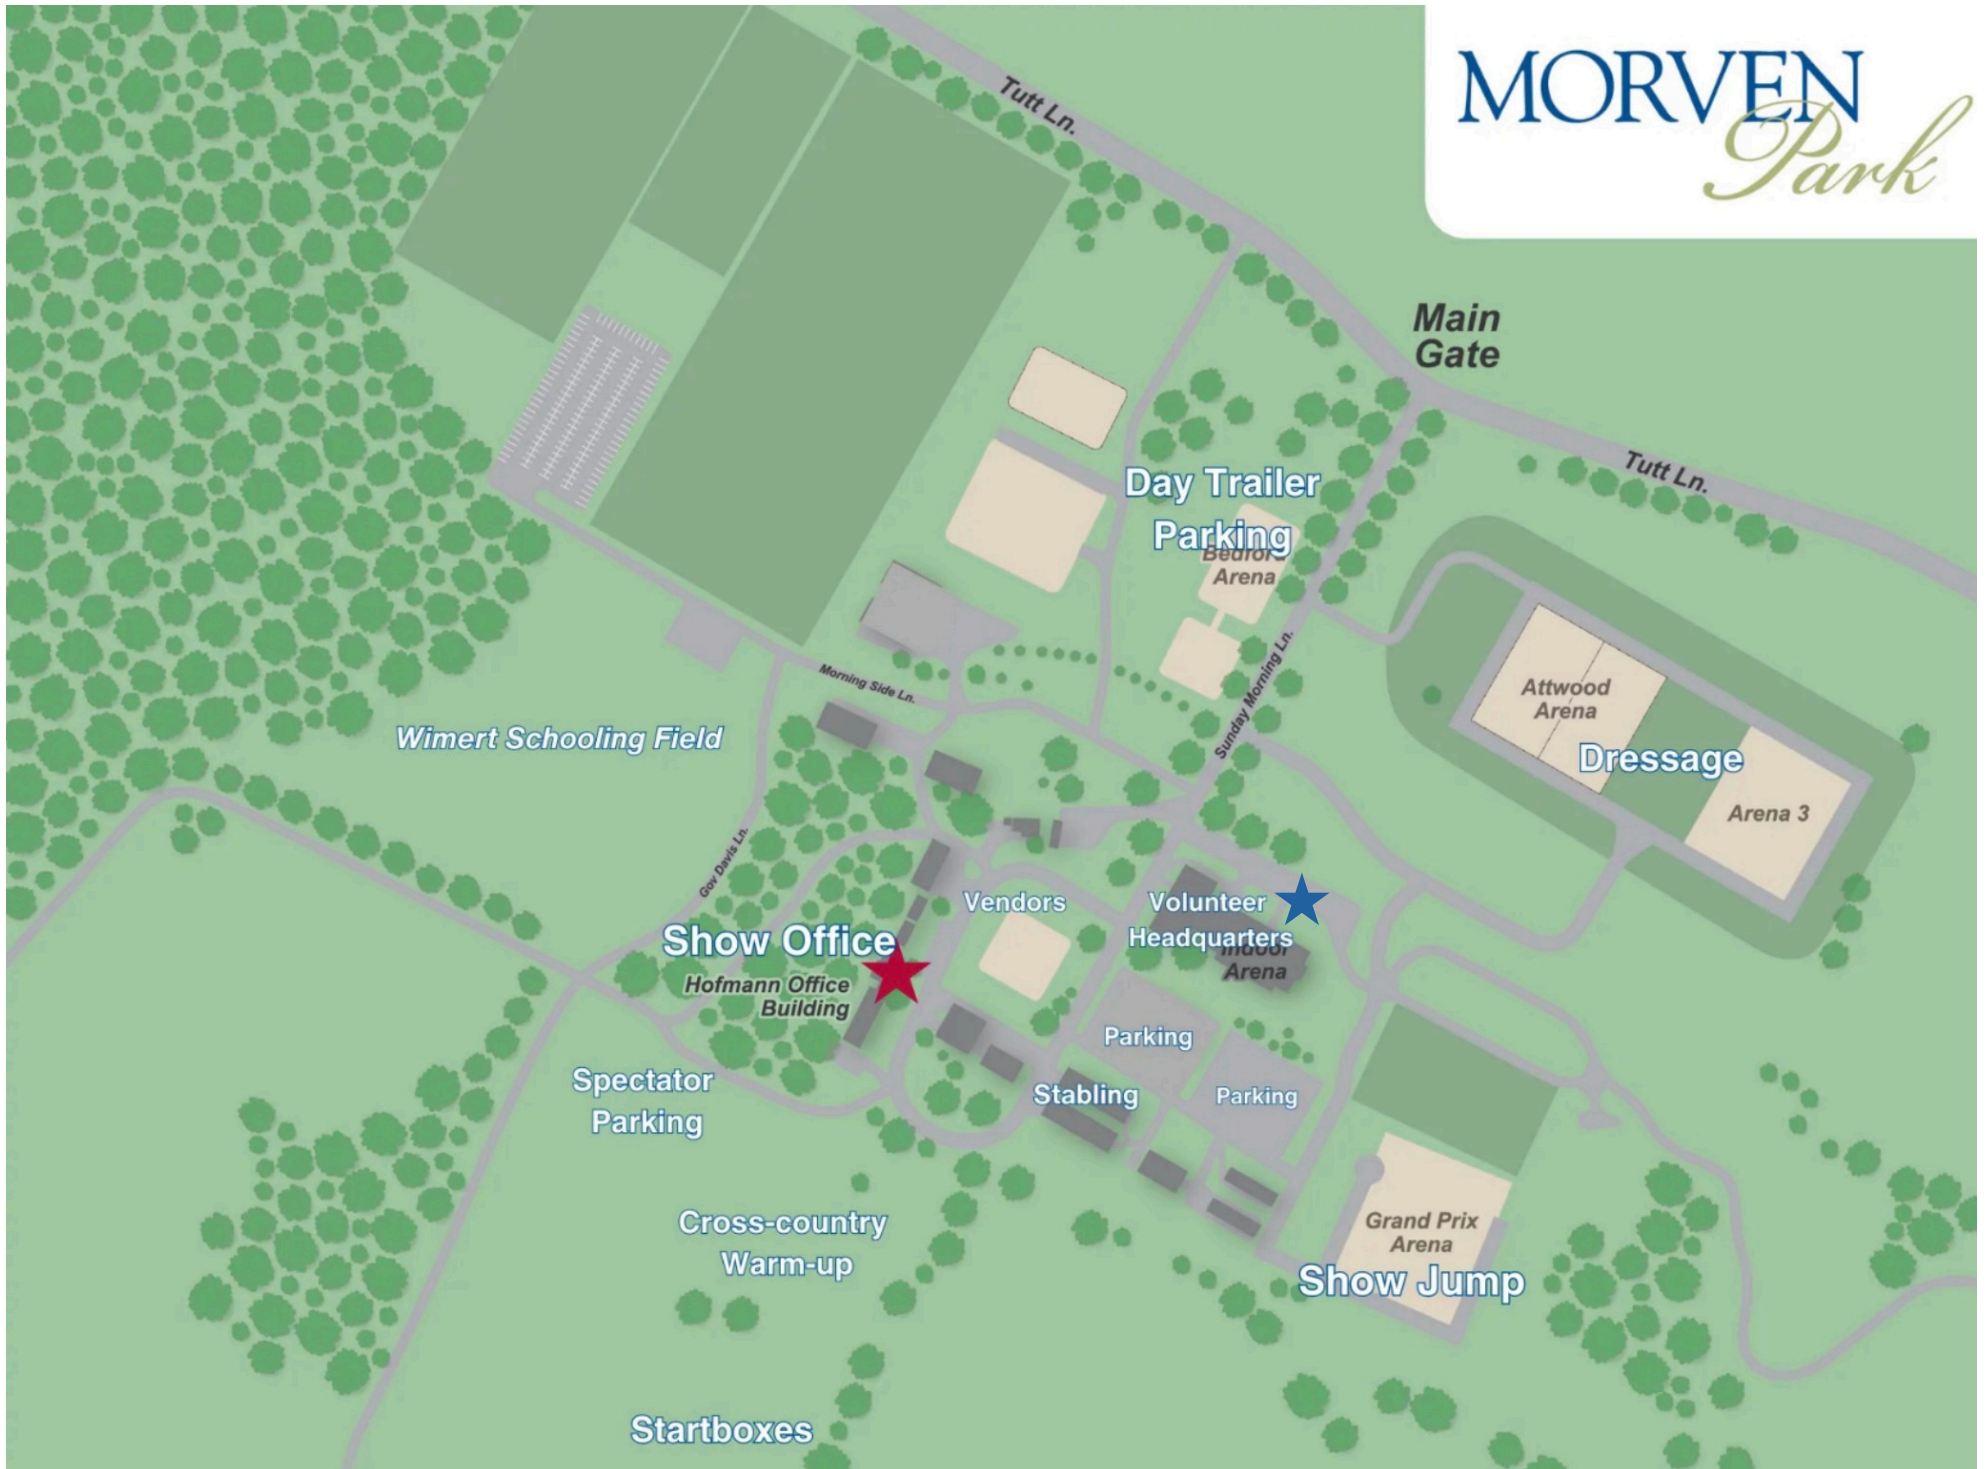 MORVEN
Park
Tutt Ln.
Main
Gate
Tutt Ln.
Day Trailer
Parking
Bedford
Arena
Sunday Morning Ln.
Morning Side Ln.
Attwood
Arena
Dressage
Arena 3
Wimert Schooling Field
Gov Davis Ln.
Vendors
Volunteer
Headquarters
Indoor
Arena
Show Office
Hofmann Office
Building
Parking
Parking
Stabling
Spectator
Parking
Cross-country
Warm-up
Grand Prix
Arena
Show Jump
Startboxes